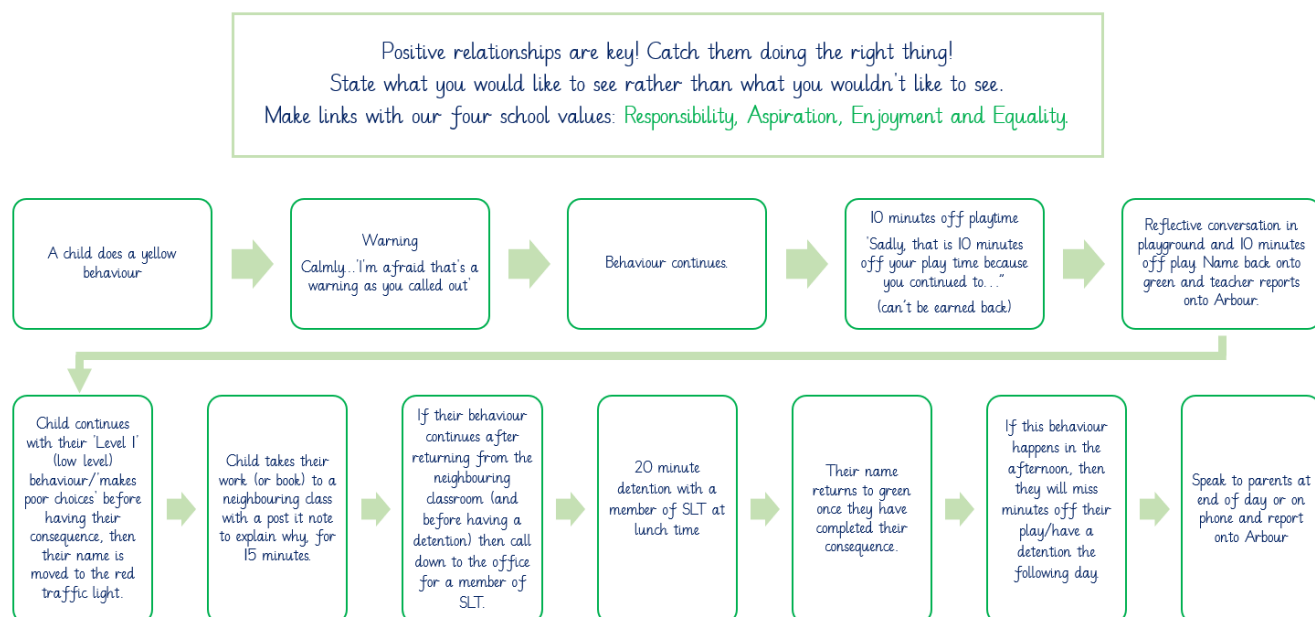 Positive relationships are key! Catch them doing the right thing!
State what you would like to see rather than what you wouldn't like to see.
Make links with our four school values: Responsibility, Aspiration, Enjoyment and Equality.
A child does a yellow
behaviour
Warning
Calmly...'I'm afraid that's a
warning as you called out'
Behaviour continues.
10 minutes off playtime
'Sadly, that is 10 minutes
off your play time because
you continued to..."
(can't be earned back)
Reflective conversation in
playground and 10 minutes
off play. Name back onto
green and teacher reports
onto Arbour.
Child continues
with their 'Level 1'
(low level)
behaviour/'makes
poor choices' before
having their
consequence, then
their name is
moved to the red
traffic light.
Child takes their
work (or book) to a
neighbouring class
with a post it note
to explain why, for
15 minutes.
If their behaviour
continues after
returning from the
neighbouring
classroom (and
before having a
detention) then call
down to the office
for a member of
SLT.
20 minute
detention with a
member of SLT at
lunch time
Their name
returns to green
once they have
completed their
consequence.
If this behaviour
happens in the
afternoon, then
they will miss
minutes off their
play/have a
detention the
following day.
Speak to parents at
end of day or on
phone and report
onto Arbour